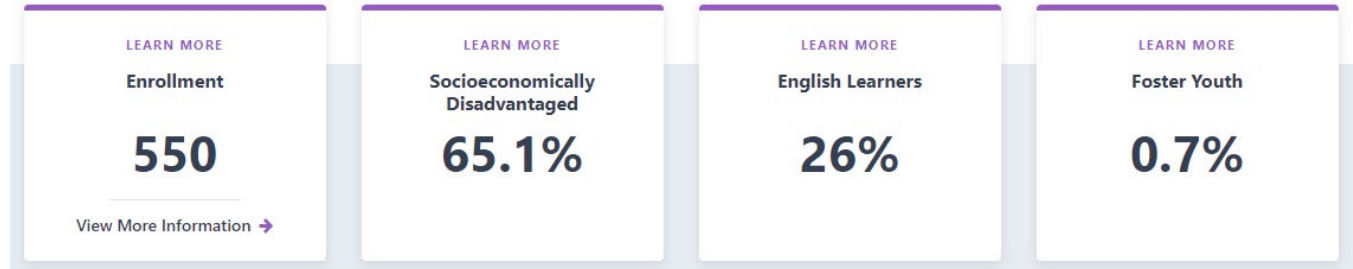 LEARN MORE
Enrollment
550
View More Information
LEARN MORE
Socioeconomically
Disadvantaged
65.1%
LEARN MORE
English Learners
26%
LEARN MORE
Foster Youth
0.7%